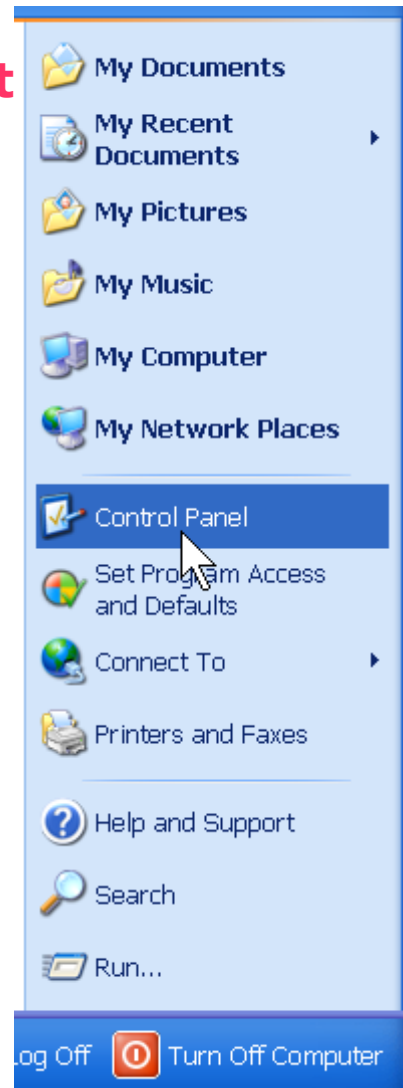 t
My Documents
My Recent
Documents
My Pictures
My Music
My Computer
My Network Places
Control Panel
Set Program Access
and Defaults
Connect To
Printers and Faxes
Help and Support
Search
Run...
Log Off Turn Off Computer